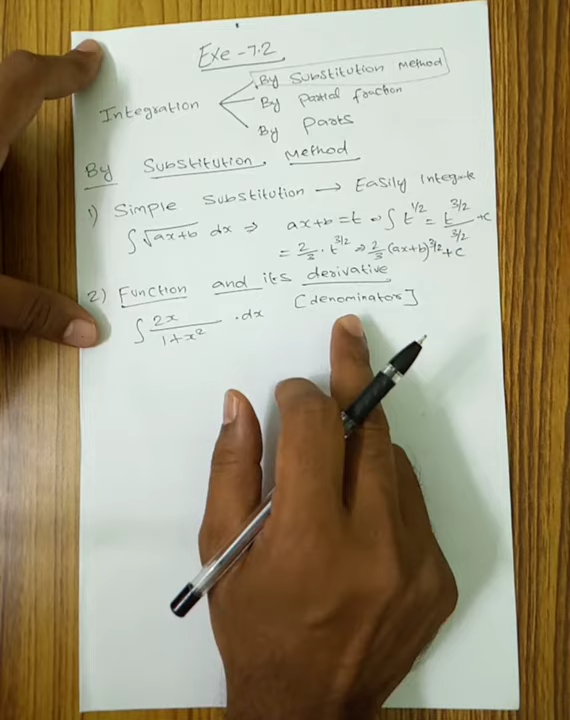 Exe - 7.2
Integration
By Substitution Method
By Partial fraction
By Parts
By Substitution Method
1) Simple Substitution → Easily Integrate
∫√ax+b dx ⇒ ax+b = t ⇒ ∫ t^1/2 = t^3/2 / 3/2 + c
= 2/3 · t^3/2 ⇒ 2/3 (ax+b)^3/2 + c
2) Function and its derivative
[denominator]
∫ 2x / 1+x² · dx